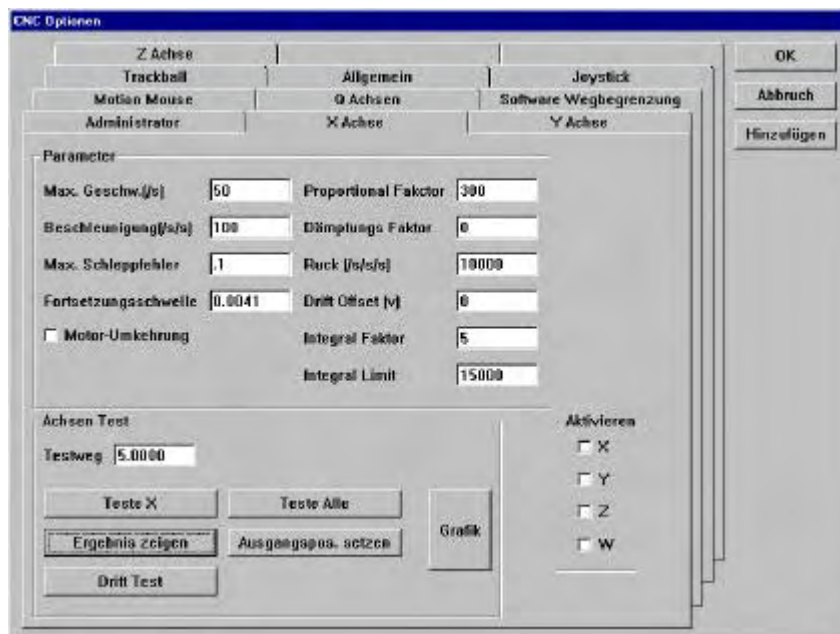 CNC Optionen
Z Achse
OK
Trackball Allgemein Joystick
Motion Mouse Q Achsen Software Wegbegrenzung
Abbruch
Administrator X Achse Y Achse
Hinzufügen
Parameter
Max. Geschw.(/s) 50 Proportional Fakctor 300
Beschleunigung(/s/s) 100 Dämpfungs Faktor 0
Max. Schleppfehler .1 Ruck (/s/s/s) 10000
Fortsetzungsschwelle 0.0041 Drift Offset (v) 0
Motor-Umkehrung Integral Faktor 5
Integral Limit 15000
Achsen Test Aktivieren
Testweg 5.0000 X
Y
Teste X Teste Alle Z
Ergebnis zeigen Ausgangspos. setzen Grafik W
Drift Test